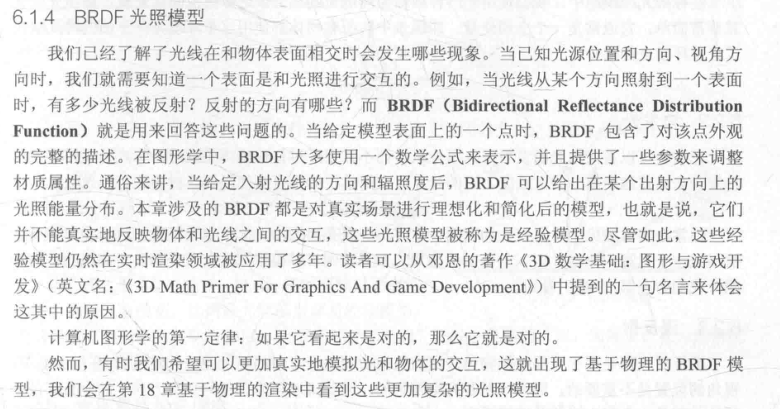 6.1.4 BRDF 光照模型
我们已经了解了光线在和物体表面相交时会发生哪些现象。当已知光源位置和方向、视角方
向时，我们就需要知道一个表面是和光照进行交互的。例如，当光线从某个方向照射到一个表面
时，有多少光线被反射？反射的方向有哪些？而 BRDF（Bidirectional Reflectance Distribution
Function）就是用来回答这些问题的。当给定模型表面上的一个点时，BRDF 包含了对该点外观
的完整的描述。在图形学中，BRDF 大多使用一个数学公式来表示，并且提供了一些参数来调整
材质属性。通俗来讲，当给定入射光线的方向和辐照度后，BRDF 可以给出在某个出射方向上的
光照能量分布。本章涉及的 BRDF 都是对真实场景进行理想化和简化后的模型，也就是说，它们
并不能真实地反映物体和光线之间的交互，这些光照模型被称为是经验模型。尽管如此，这些经
验模型仍然在实时渲染领域被应用了多年。读者可以从邓恩的著作《3D 数学基础：图形与游戏开
发》（英文名：《3D Math Primer For Graphics And Game Development》）中提到的一句名言来体会
这其中的原因。
计算机图形学的第一定律：如果它看起来是对的，那么它就是对的。
然而，有时我们希望可以更加真实地模拟光和物体的交互，这就出现了基于物理的 BRDF 模
型，我们会在第 18 章基于物理的渲染中看到这些更加复杂的光照模型。